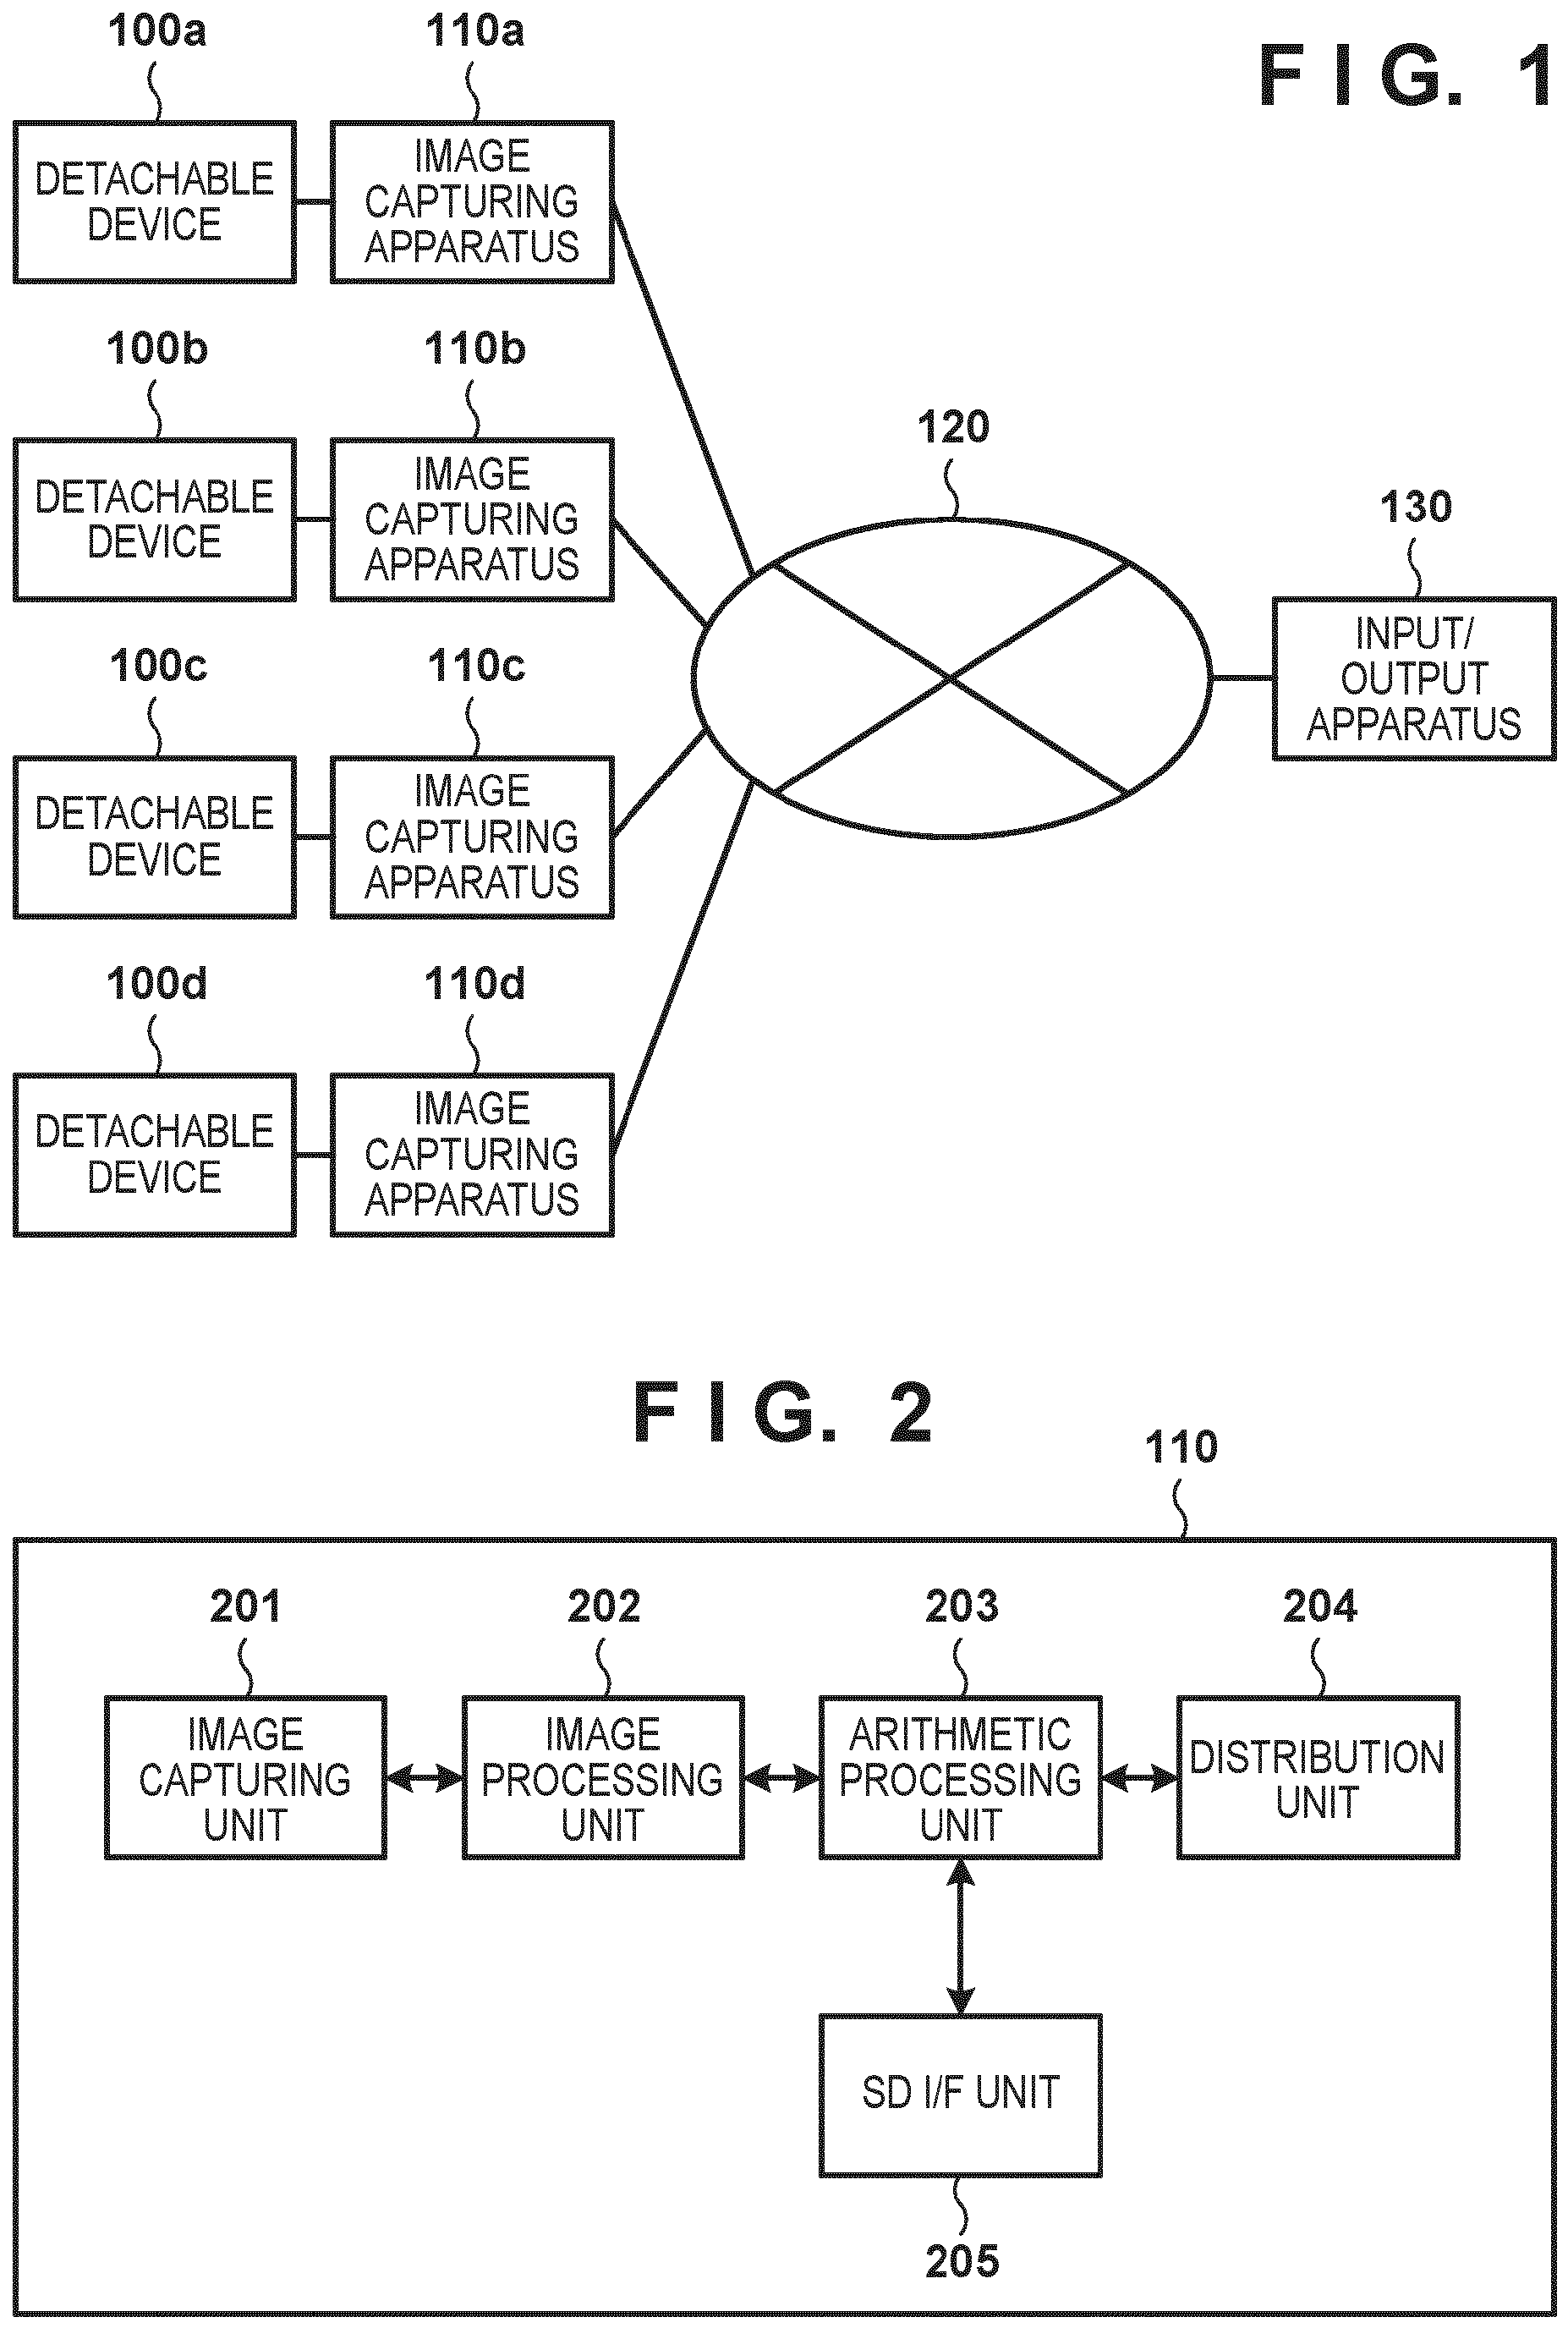 FIG. 1
100a
110a
DETACHABLE
DEVICE
IMAGE
CAPTURING
APPARATUS
100b
110b
DETACHABLE
DEVICE
IMAGE
CAPTURING
APPARATUS
120
130
INPUT/
OUTPUT
APPARATUS
100c
110c
DETACHABLE
DEVICE
IMAGE
CAPTURING
APPARATUS
100d
110d
DETACHABLE
DEVICE
IMAGE
CAPTURING
APPARATUS
FIG. 2
110
201
202
203
204
IMAGE
CAPTURING
UNIT
IMAGE
PROCESSING
UNIT
ARITHMETIC
PROCESSING
UNIT
DISTRIBUTION
UNIT
SD I/F UNIT
205